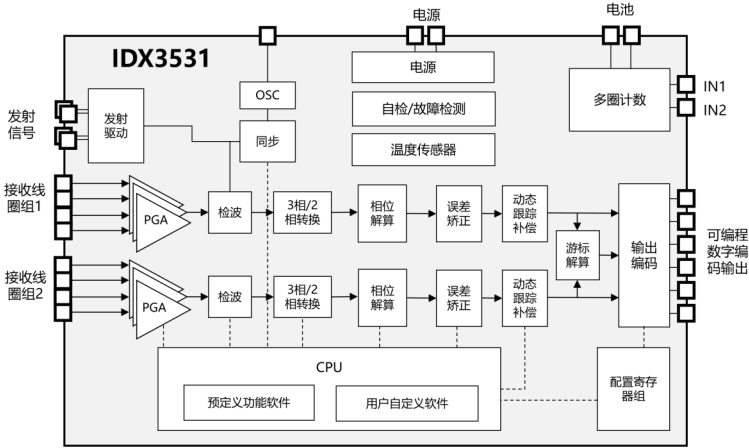 电源
电池
IDX3531
电源
OSC
自检/故障检测
多圈计数
IN1
IN2
发射
信号
发射
驱动
同步
温度传感器
接收线
圈组1
PGA
检波
3相/2
相转换
相位
解算
误差
矫正
动态
跟踪
补偿
游标
解算
输出
编码
可编程
数字编
码输出
接收线
圈组2
PGA
检波
3相/2
相转换
相位
解算
误差
矫正
动态
跟踪
补偿
CPU
预定义功能软件
用户自定义软件
配置寄存
器组